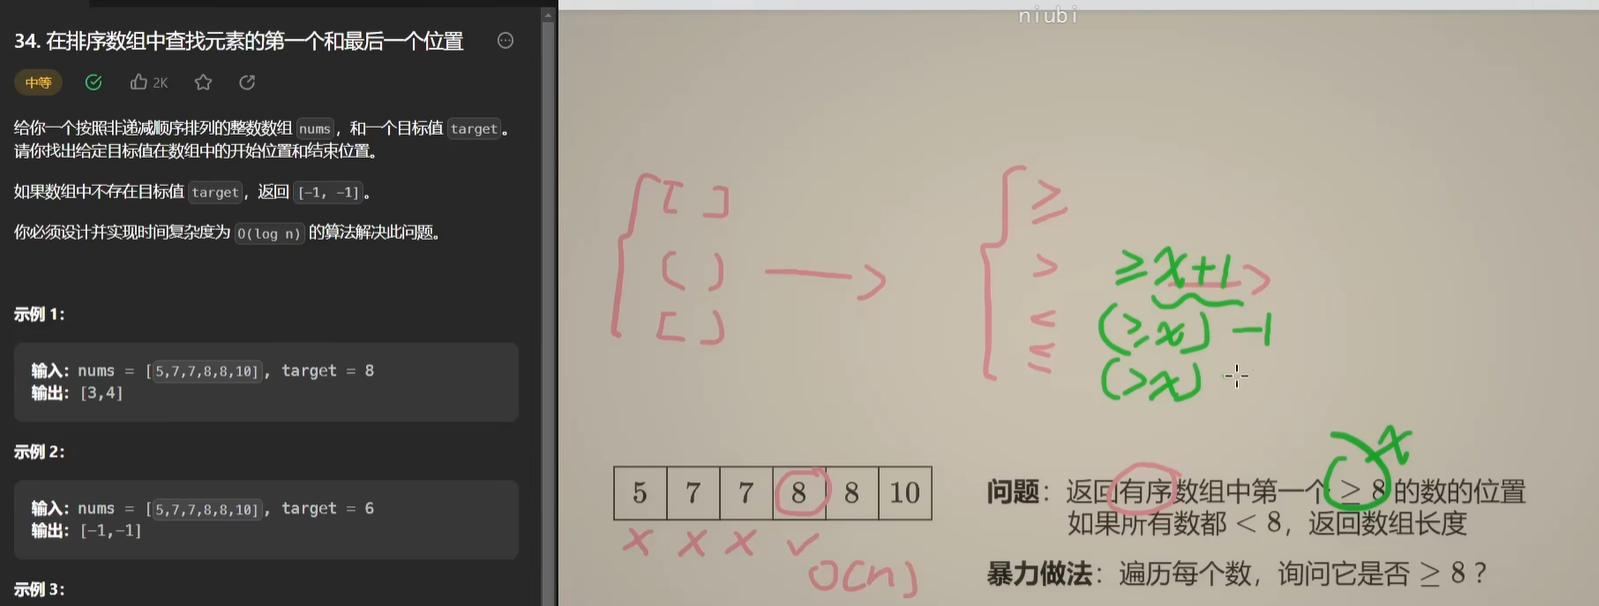 34. 在排序数组中查找元素的第一个和最后一个位置
中等
2K
给你一个按照非递减顺序排列的整数数组 nums，和一个目标值 target。
请你找出给定目标值在数组中的开始位置和结束位置。
如果数组中不存在目标值 target，返回 [-1, -1]。
你必须设计并实现时间复杂度为 O(log n) 的算法解决此问题。
示例 1：
输入：nums = [5,7,7,8,8,10], target = 8
输出：[3,4]
示例 2：
输入：nums = [5,7,7,8,8,10], target = 6
输出：[-1,-1]
示例 3：
niubi
[ ]
( )
[ )
≥
>
<
≤
≥x+1
(≥x) -1
(>x)
5 7 7 8 8 10
× × × ✓
O(n)
x
问题：返回有序数组中第一个 ≥ 8 的数的位置
如果所有数都 < 8，返回数组长度
暴力做法：遍历每个数，询问它是否 ≥ 8？